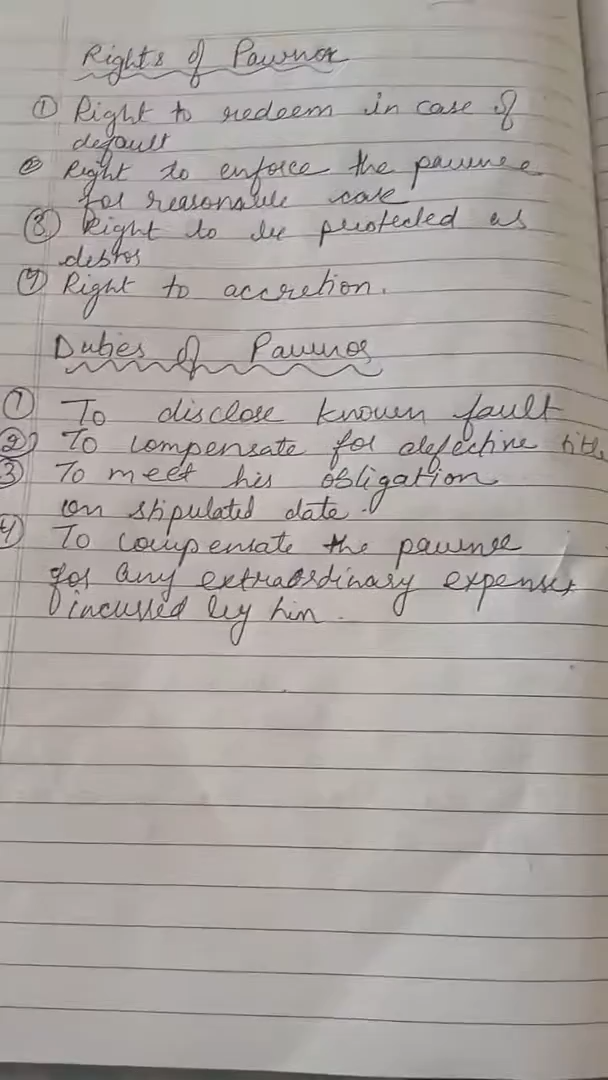 Rights of Pawnor
① Right to redeem in case of
default
② Right to enforce the pawnee
for reasonable care
③ Right to be protected as
debtor
④ Right to accretion.
Duties of Pawnor
① To disclose known fault
② To compensate for defective title
③ To meet his obligation
on stipulated date.
④ To compensate the pawnee
for any extraordinary expenses
incurred by him.